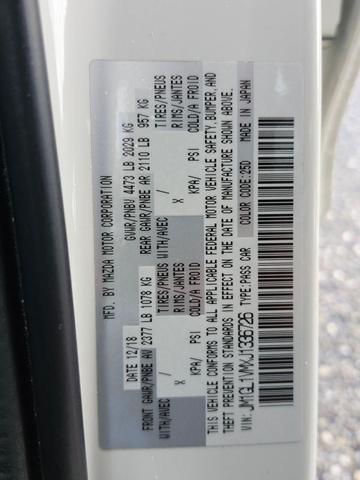 MFD. BY MAZDA MOTOR CORPORATION
12/18 GVWR/PNBV 4473 LB 2029 KG
FRONT GAWR/PNBE AV 2377 LB 1078 KG REAR GAWR/PNBE AR 2110 LB 957 KG
WITH/AVEC TIRES/PNEUS WITH/AVEC TIRES/PNEUS
/ RIMS/JANTES / RIMS/JANTES
X COLD/A FROID X COLD/A FROID
KPA/ PSI KPA/ PSI
THIS VEHICLE CONFORMS TO ALL APPLICABLE FEDERAL MOTOR VEHICLE SAFETY, BUMPER, AND
THEFT PREVENTION STANDARDS IN EFFECT ON THE DATE OF MANUFACTURE SHOWN ABOVE.
VIN: JM1GL1VMXJ1336726 TYPE: PASS CAR MADE IN JAPAN
COLOR CODE: 25D